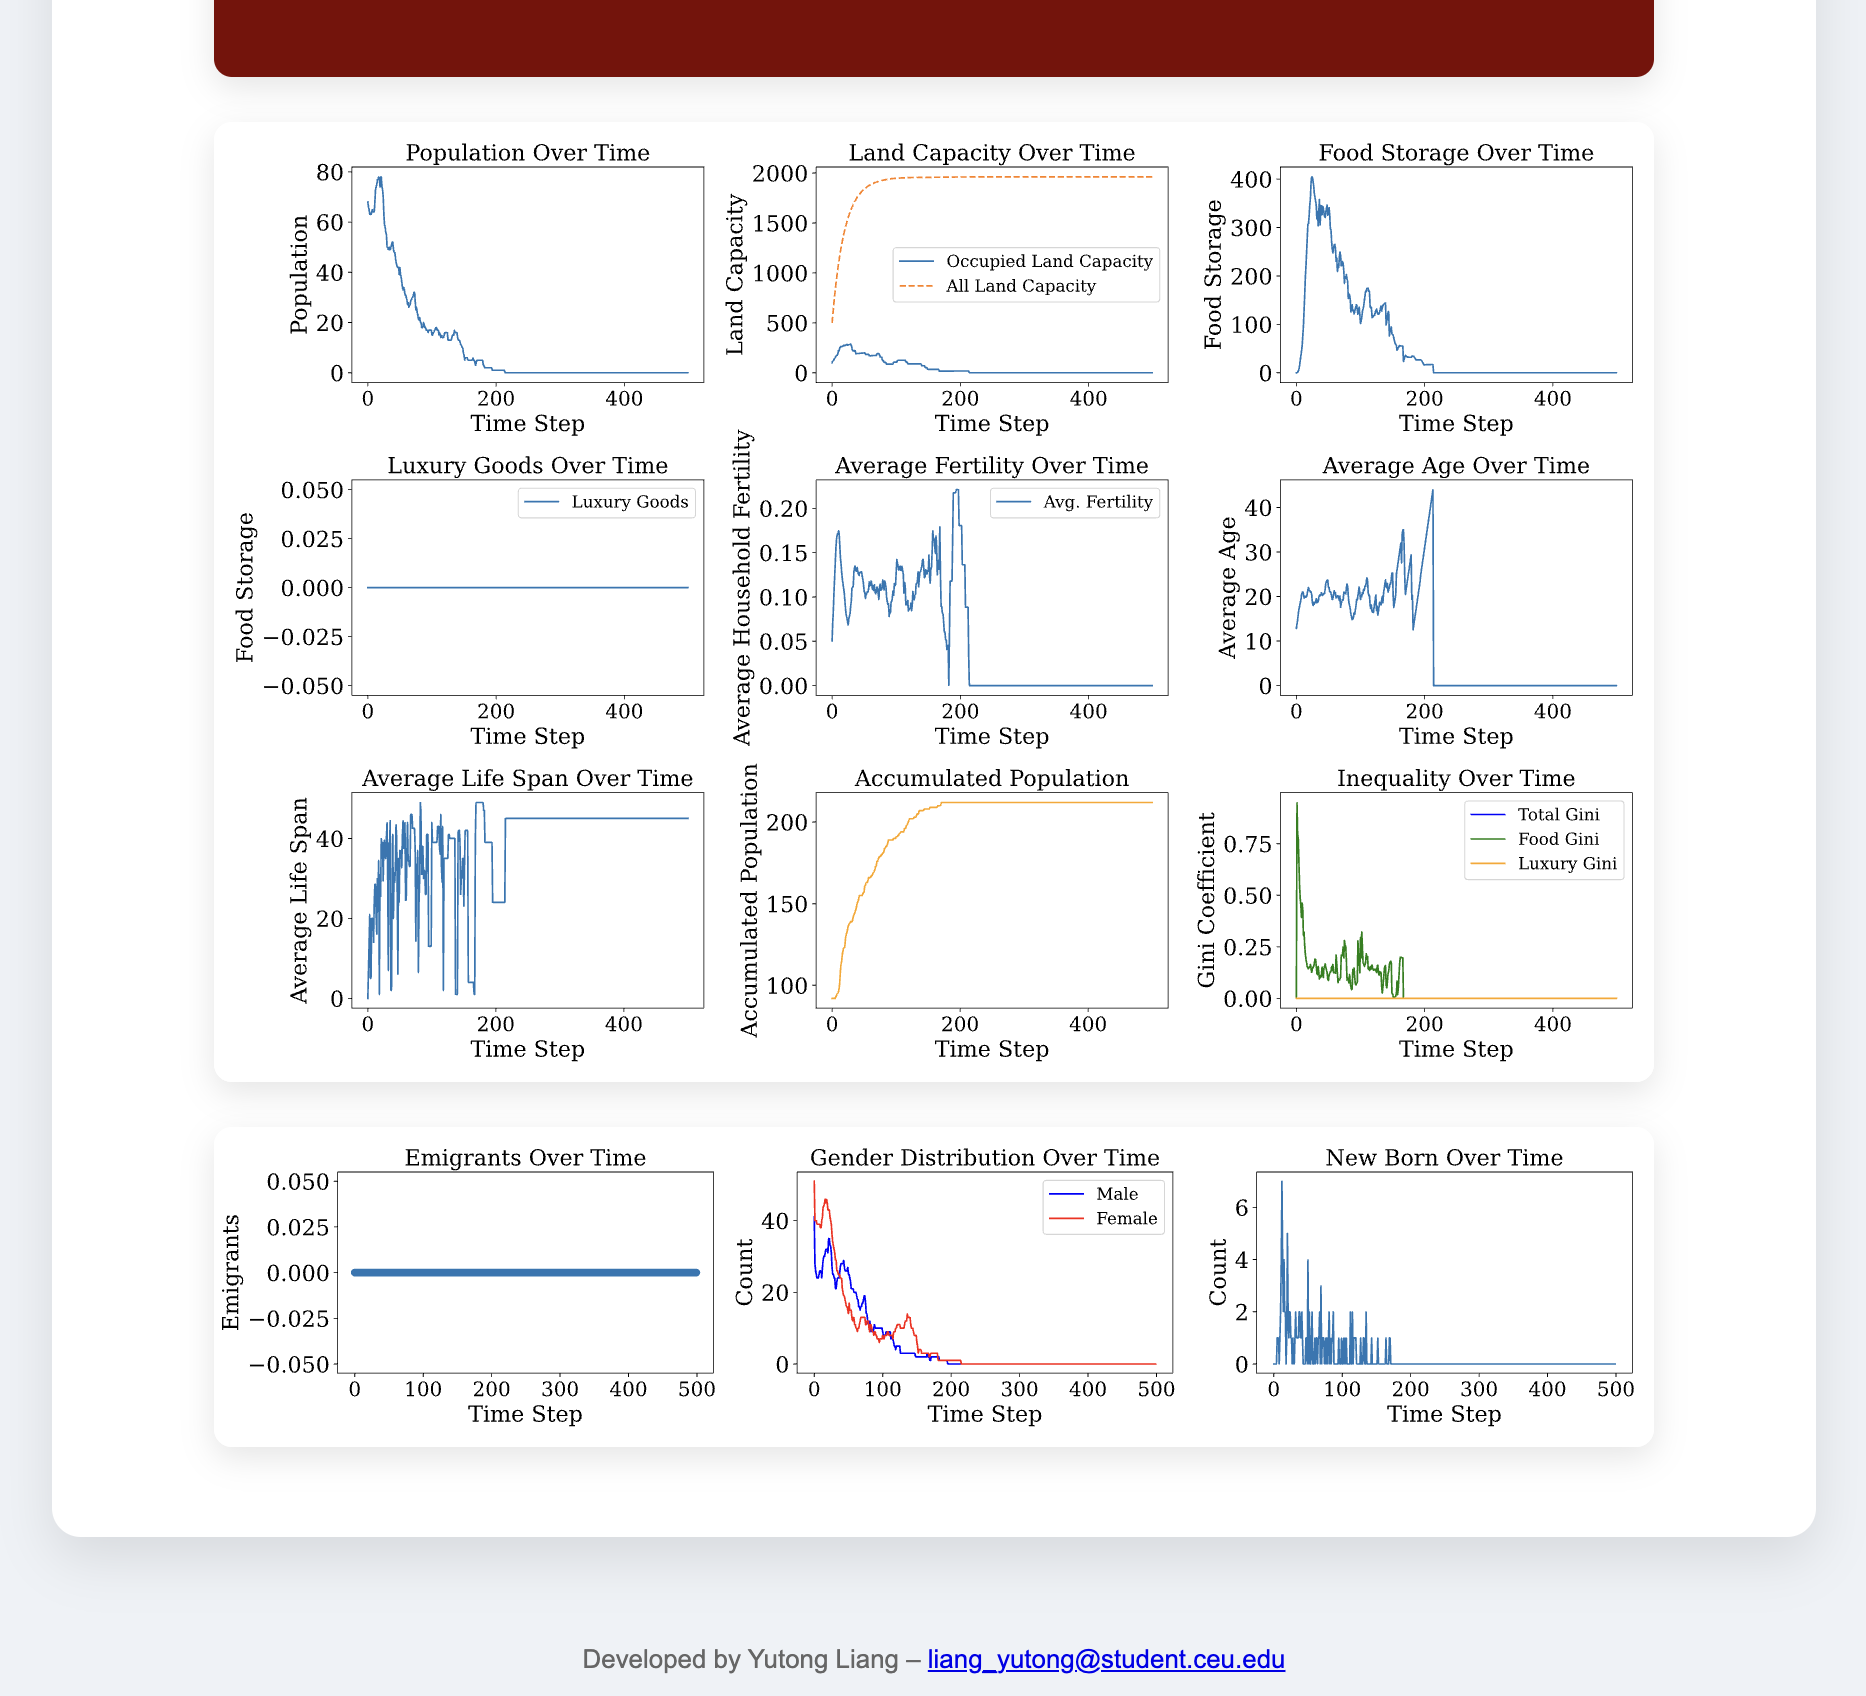 Population Over Time
80
60
40
20
0
Population
0 200 400
Time Step
Land Capacity Over Time
2000
1500
1000
500
0
Land Capacity
Occupied Land Capacity
All Land Capacity
0 200 400
Time Step
Food Storage Over Time
400
300
200
100
0
Food Storage
0 200 400
Time Step
Luxury Goods Over Time
0.050
0.025
0.000
−0.025
−0.050
Food Storage
Luxury Goods
0 200 400
Time Step
Average Fertility Over Time
0.20
0.15
0.10
0.05
0.00
Average Household Fertility
Avg. Fertility
0 200 400
Time Step
Average Age Over Time
40
30
20
10
0
Average Age
0 200 400
Time Step
Average Life Span Over Time
40
20
0
Average Life Span
0 200 400
Time Step
Accumulated Population
200
150
100
Accumulated Population
0 200 400
Time Step
Inequality Over Time
0.75
0.50
0.25
0.00
Gini Coefficient
Total Gini
Food Gini
Luxury Gini
0 200 400
Time Step
Emigrants Over Time
0.050
0.025
0.000
−0.025
−0.050
Emigrants
0 100 200 300 400 500
Time Step
Gender Distribution Over Time
40
20
0
Count
Male
Female
0 100 200 300 400 500
Time Step
New Born Over Time
6
4
2
0
Count
0 100 200 300 400 500
Time Step
Developed by Yutong Liang – liang_yutong@student.ceu.edu